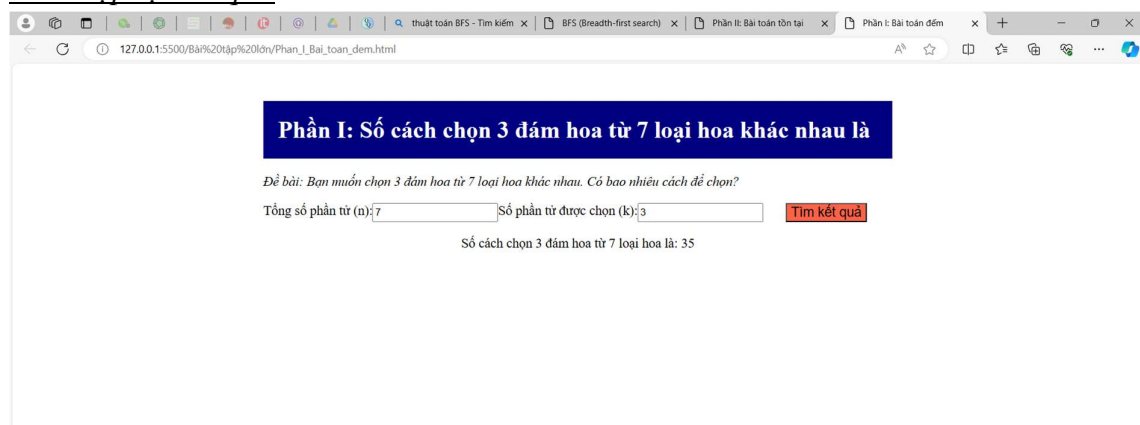 thuật toán BFS - Tìm kiếm
BFS (Breadth-first search)
Phần II: Bài toán tồn tại
Phần I: Bài toán đếm
127.0.0.1:5500/Bài%20tập%20lớn/Phan_I_Bai_toan_dem.html
Phần I: Số cách chọn 3 đám hoa từ 7 loại hoa khác nhau là
Đề bài: Bạn muốn chọn 3 đám hoa từ 7 loại hoa khác nhau. Có bao nhiêu cách để chọn?
Tổng số phần tử (n): 7 Số phần tử được chọn (k): 3 Tìm kết quả
Số cách chọn 3 đám hoa từ 7 loại hoa là: 35